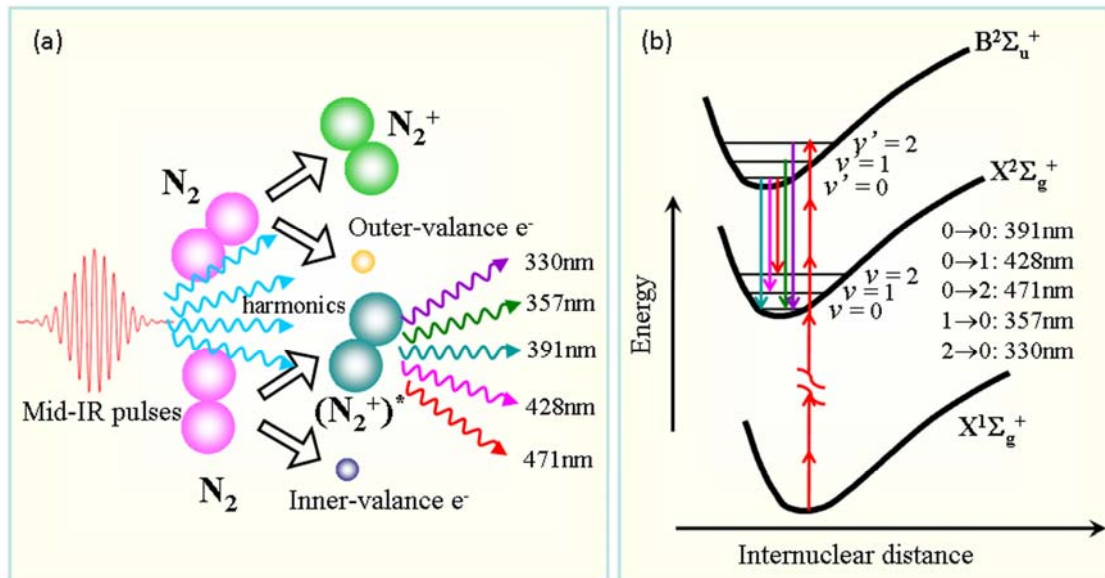 (a)
N₂⁺
N₂
Outer-valance e⁻
330nm
harmonics
357nm
391nm
Mid-IR pulses
(N₂⁺)*
428nm
471nm
N₂
Inner-valance e⁻
(b)
B²Σᵤ⁺
v’ = 2
v’ = 1
v’ = 0
X²Σg⁺
0→0: 391nm
0→1: 428nm
0→2: 471nm
1→0: 357nm
2→0: 330nm
v = 2
v = 1
v = 0
Energy
X¹Σg⁺
Internuclear distance